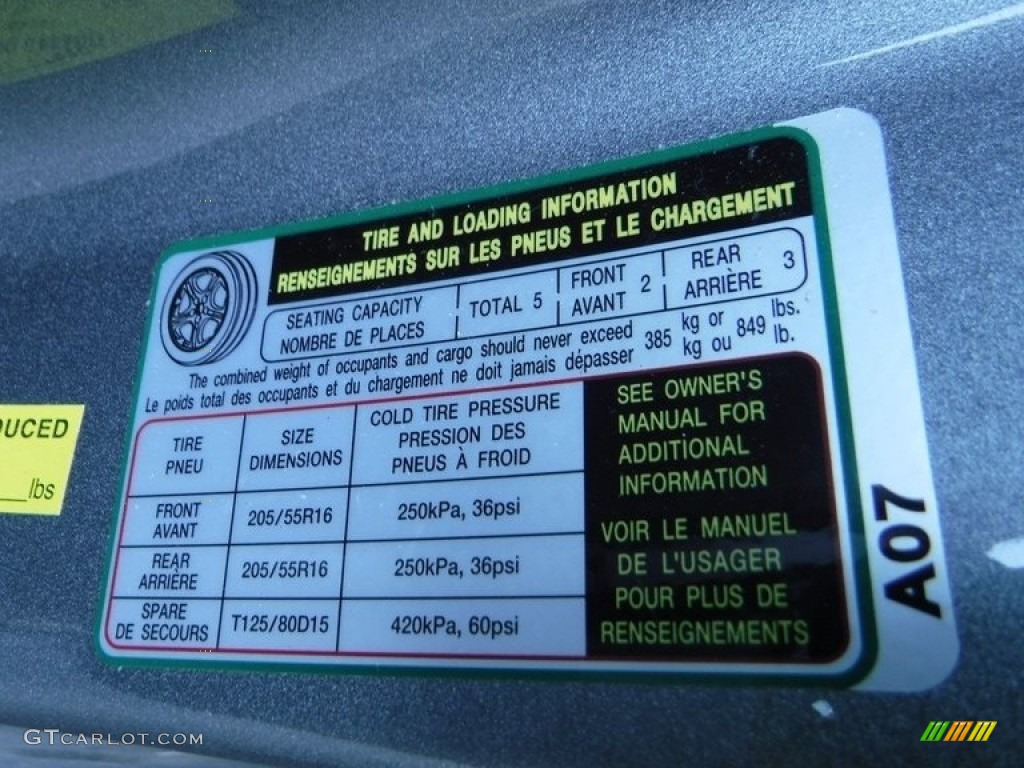 TIRE AND LOADING INFORMATION
RENSEIGNEMENTS SUR LES PNEUS ET LE CHARGEMENT
SEATING CAPACITY
NOMBRE DE PLACES
TOTAL 5
FRONT
AVANT 2
REAR
ARRIÈRE 3
The combined weight of occupants and cargo should never exceed 385 kg or 849 lbs.
Le poids total des occupants et du chargement ne doit jamais dépasser kg ou lb.
TIRE
PNEU
SIZE
DIMENSIONS
COLD TIRE PRESSURE
PRESSION DES
PNEUS À FROID
FRONT
AVANT
205/55R16
250kPa, 36psi
REAR
ARRIÈRE
205/55R16
250kPa, 36psi
SPARE
DE SECOURS
T125/80D15
420kPa, 60psi
SEE OWNER'S
MANUAL FOR
ADDITIONAL
INFORMATION
VOIR LE MANUEL
DE L'USAGER
POUR PLUS DE
RENSEIGNEMENTS
A07
DUCED
lbs
GTCARLOT.COM